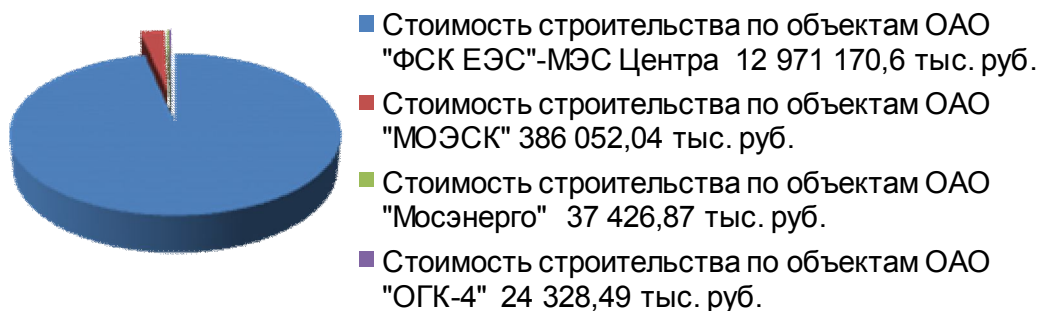 Стоимость строительства по объектам ОАО
"ФСК ЕЭС"-МЭС Центра 12 971 170,6 тыс. руб.
Стоимость строительства по объектам ОАО
"МОЭСК" 386 052,04 тыс. руб.
Стоимость строительства по объектам ОАО
"Мосэнерго" 37 426,87 тыс. руб.
Стоимость строительства по объектам ОАО
"ОГК-4" 24 328,49 тыс. руб.